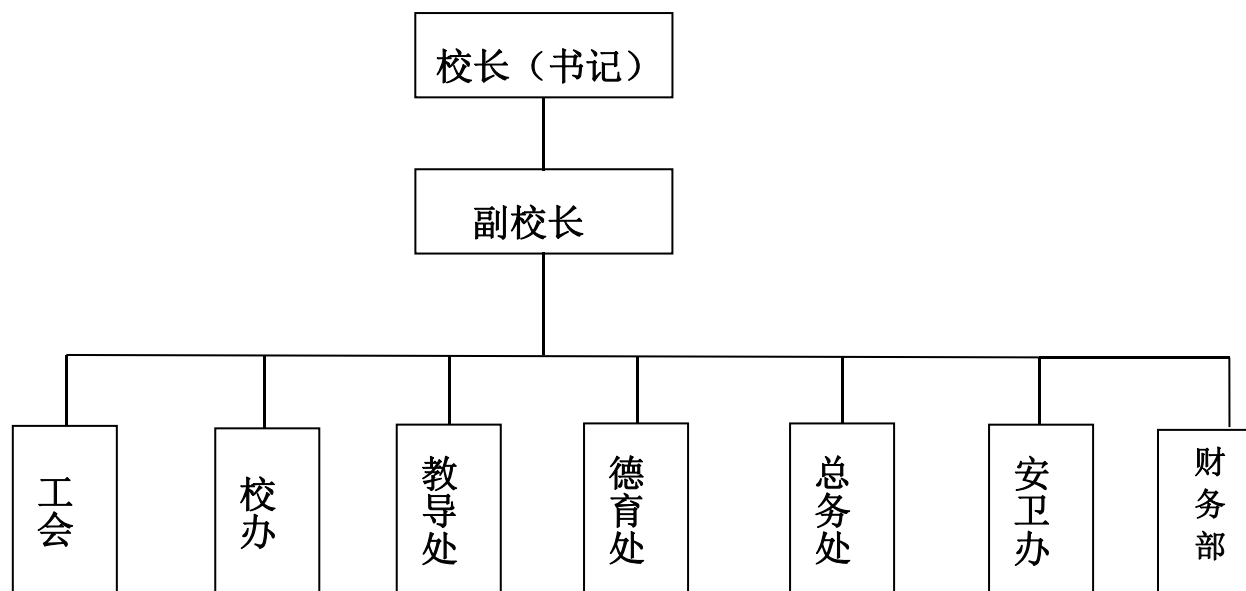 校长（书记）
副校长
工会
校办
教导处
德育处
总务处
安卫办
财务部